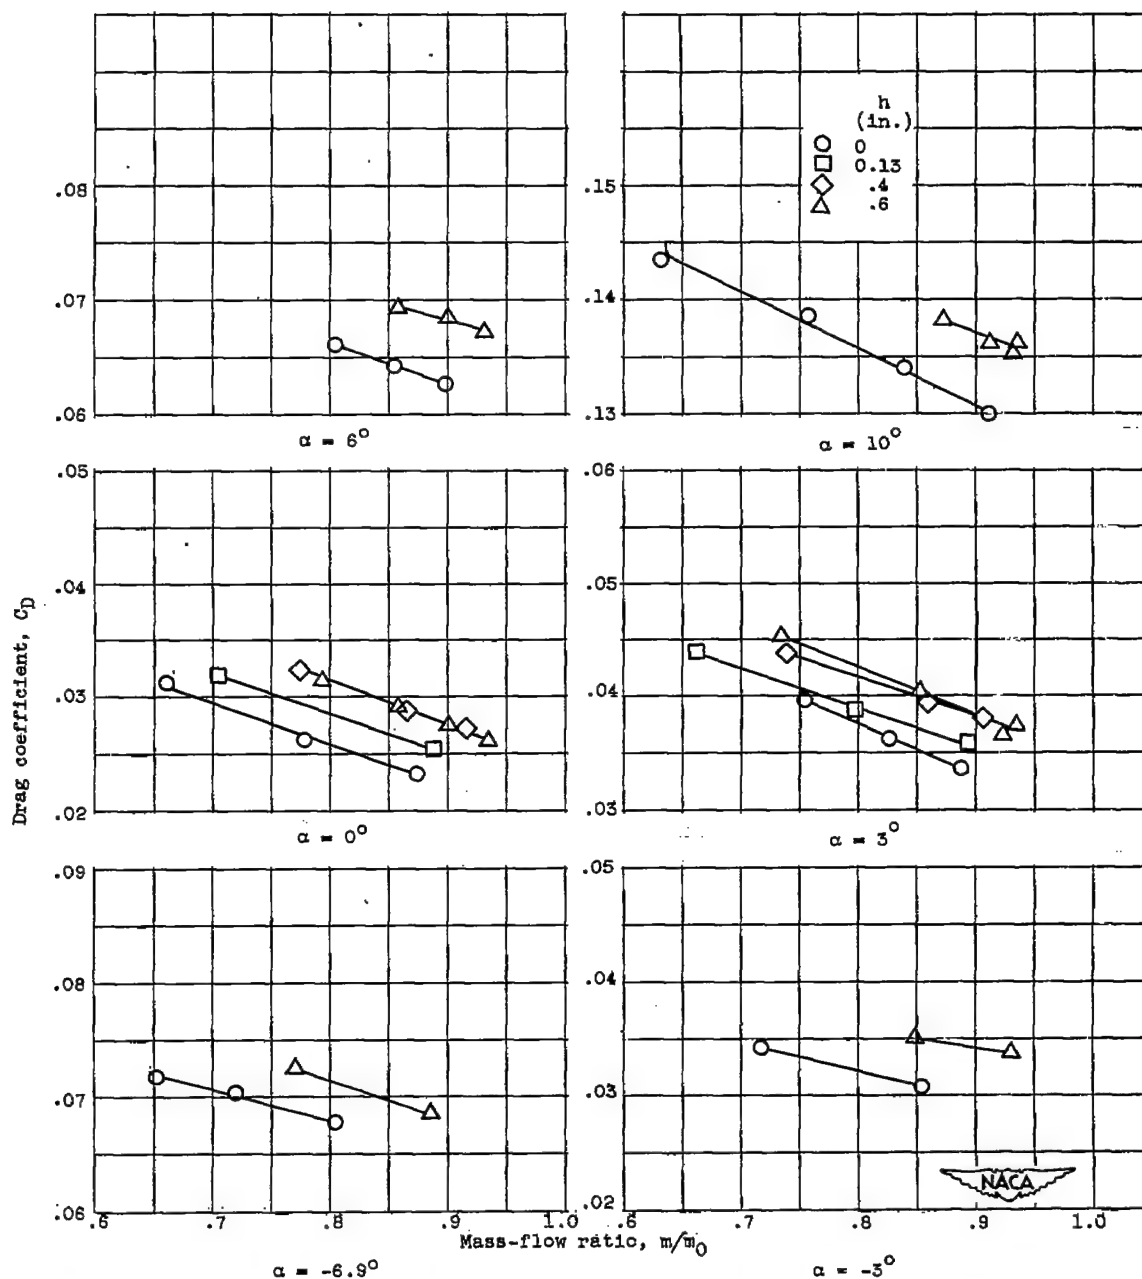 h
(in.)
0
0.13
.4
.6
.08
.07
.06
α = 6°
.15
.14
.13
α = 10°
Drag coefficient, C_D
.05
.04
.03
.02
α = 0°
.06
.05
.04
.03
α = 3°
.09
.08
.07
.06
.6 .7 .8 .9 1.0
.05
.04
.03
.02
NACA
.6 .7 .8 .9 1.0
Mass-flow ratio, m/m₀
α = -6.9°
α = -3°